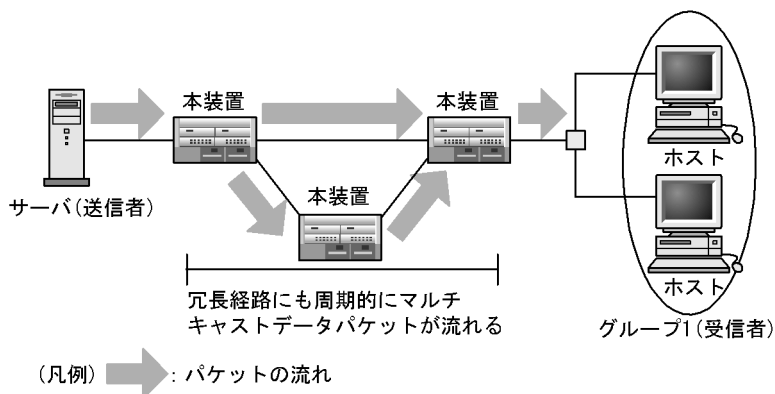 本装置
本装置
サーバ(送信者)
本装置
ホスト
ホスト
冗長経路にも周期的にマルチ
キャストデータパケットが流れる
グループ1(受信者)
(凡例) : パケットの流れ